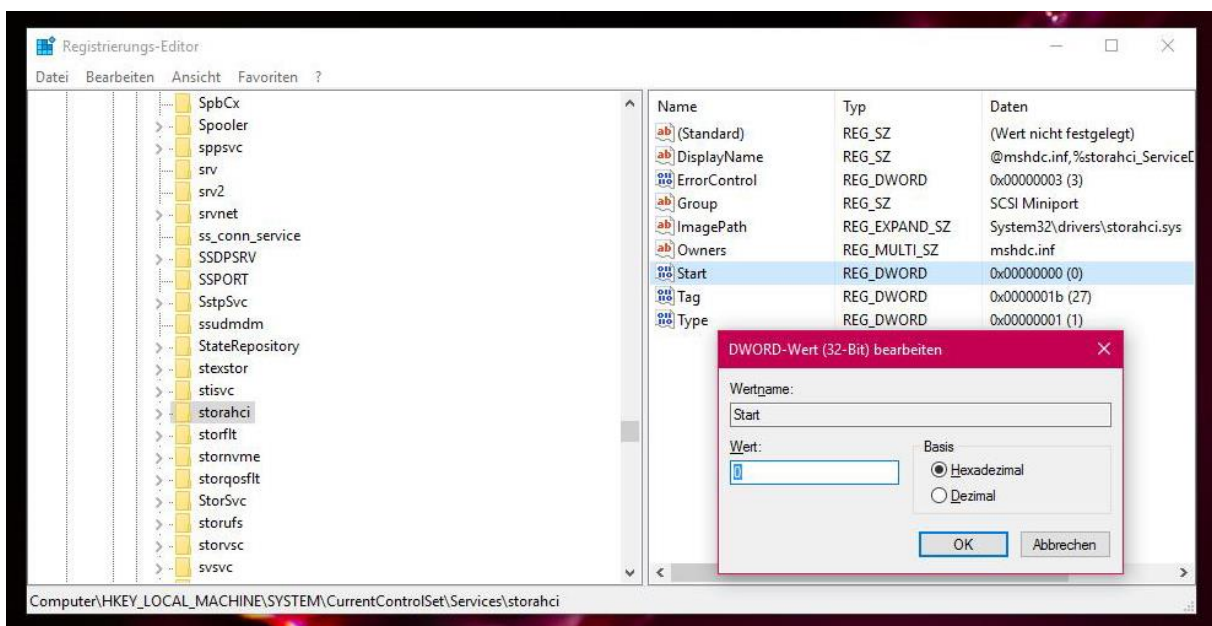 Registrierungs-Editor
Datei Bearbeiten Ansicht Favoriten ?
SpbCx
Spooler
sppsvc
srv
srv2
srvnet
ss_conn_service
SSDPSRV
SSPORT
SstpSvc
ssudmdm
StateRepository
stexstor
stisvc
storahci
storflt
stornvme
storqosflt
StorSvc
storufs
storvsc
svsvc
Name Typ Daten
(Standard) REG_SZ (Wert nicht festgelegt)
DisplayName REG_SZ @mshdc.inf,%storahci_ServiceD
ErrorControl REG_DWORD 0x00000003 (3)
Group REG_SZ SCSI Miniport
ImagePath REG_EXPAND_SZ System32\drivers\storahci.sys
Owners REG_MULTI_SZ mshdc.inf
Start REG_DWORD 0x00000000 (0)
Tag REG_DWORD 0x0000001b (27)
Type REG_DWORD 0x00000001 (1)
DWORD-Wert (32-Bit) bearbeiten
Wertname:
Start
Wert: Basis
0 Hexadezimal
Dezimal
OK Abbrechen
Computer\HKEY_LOCAL_MACHINE\SYSTEM\CurrentControlSet\Services\storahci